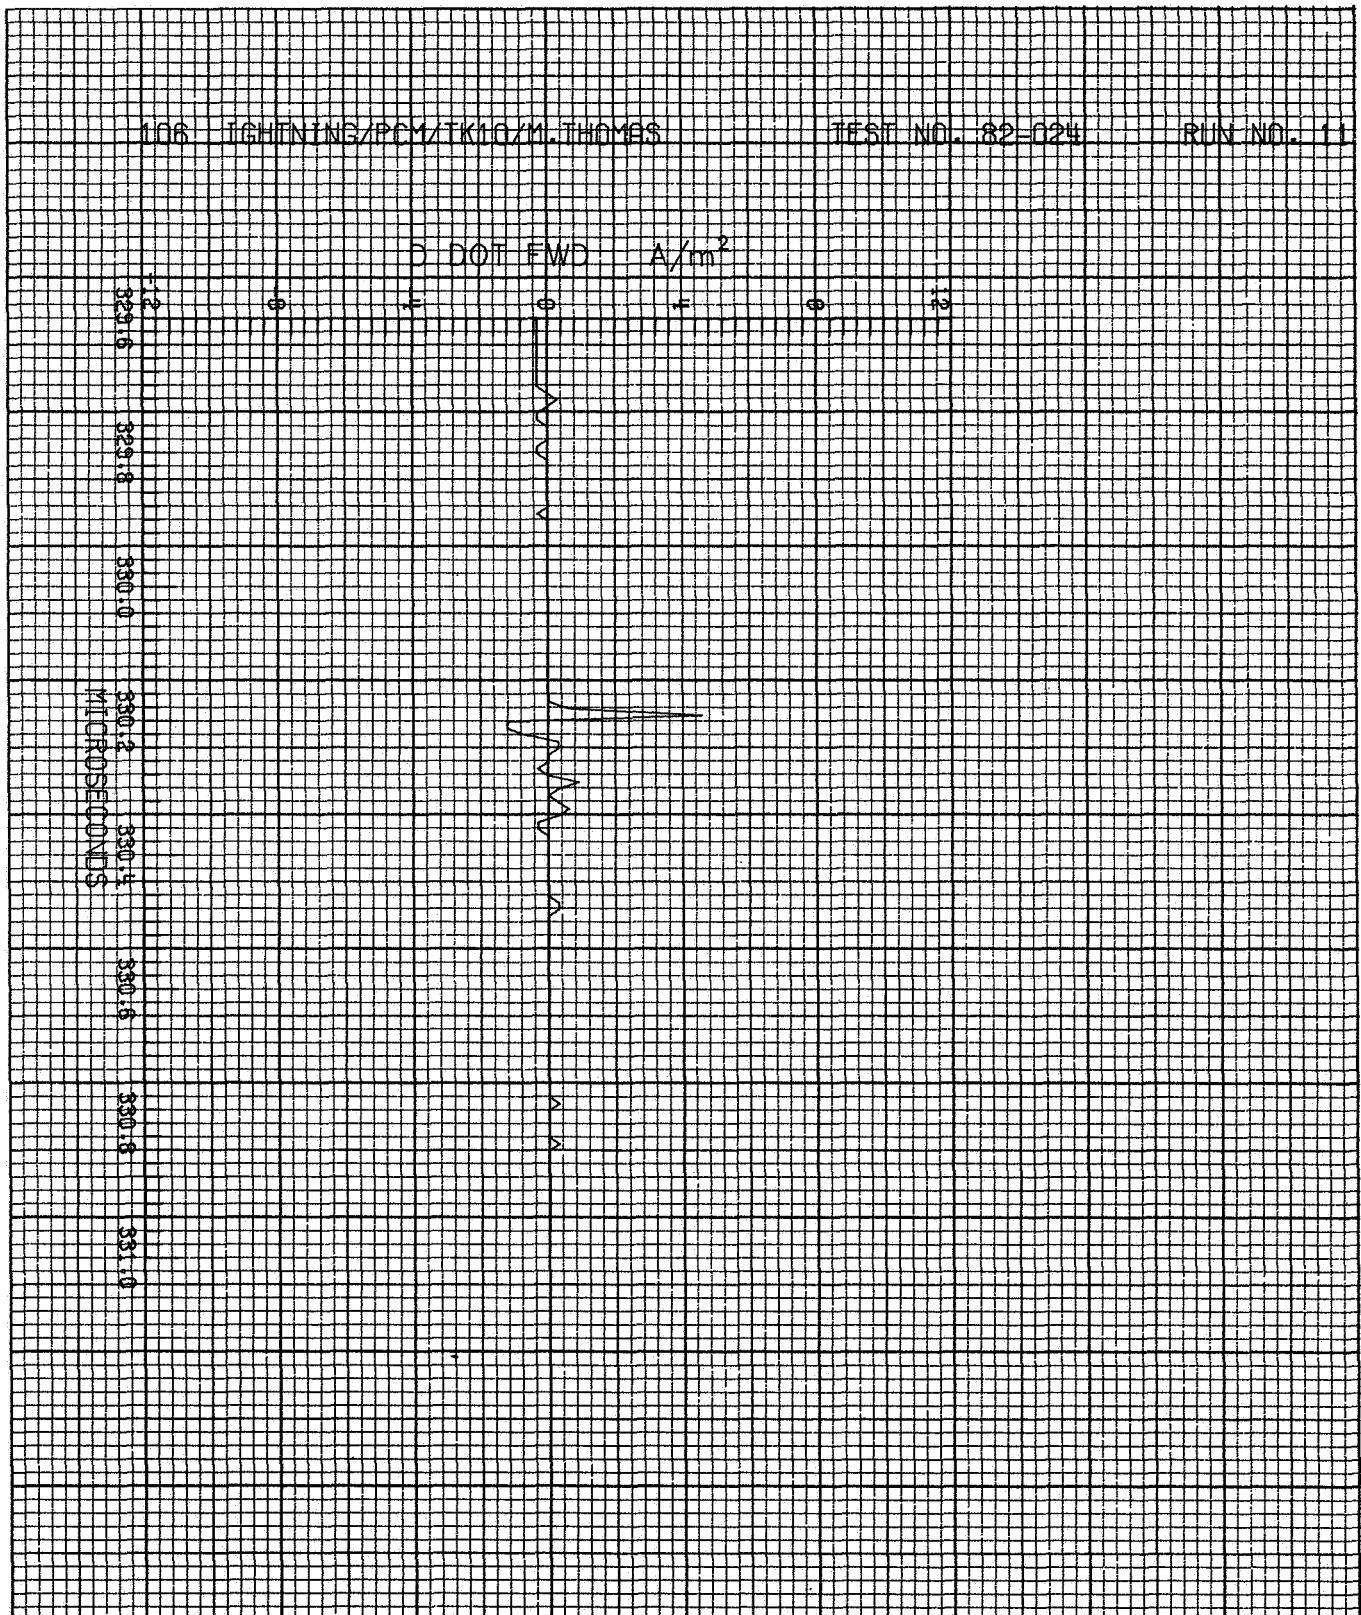 106 IGHTNING/PCM/TK10/M.THOMAS TEST NO. 82-024 RUN NO. 11
D DOT FWD A/m²
-12 8 4 0 4 8 12
329.6
329.8
330.0
330.2
330.4
330.6
330.8
331.0
MICROSECONDS